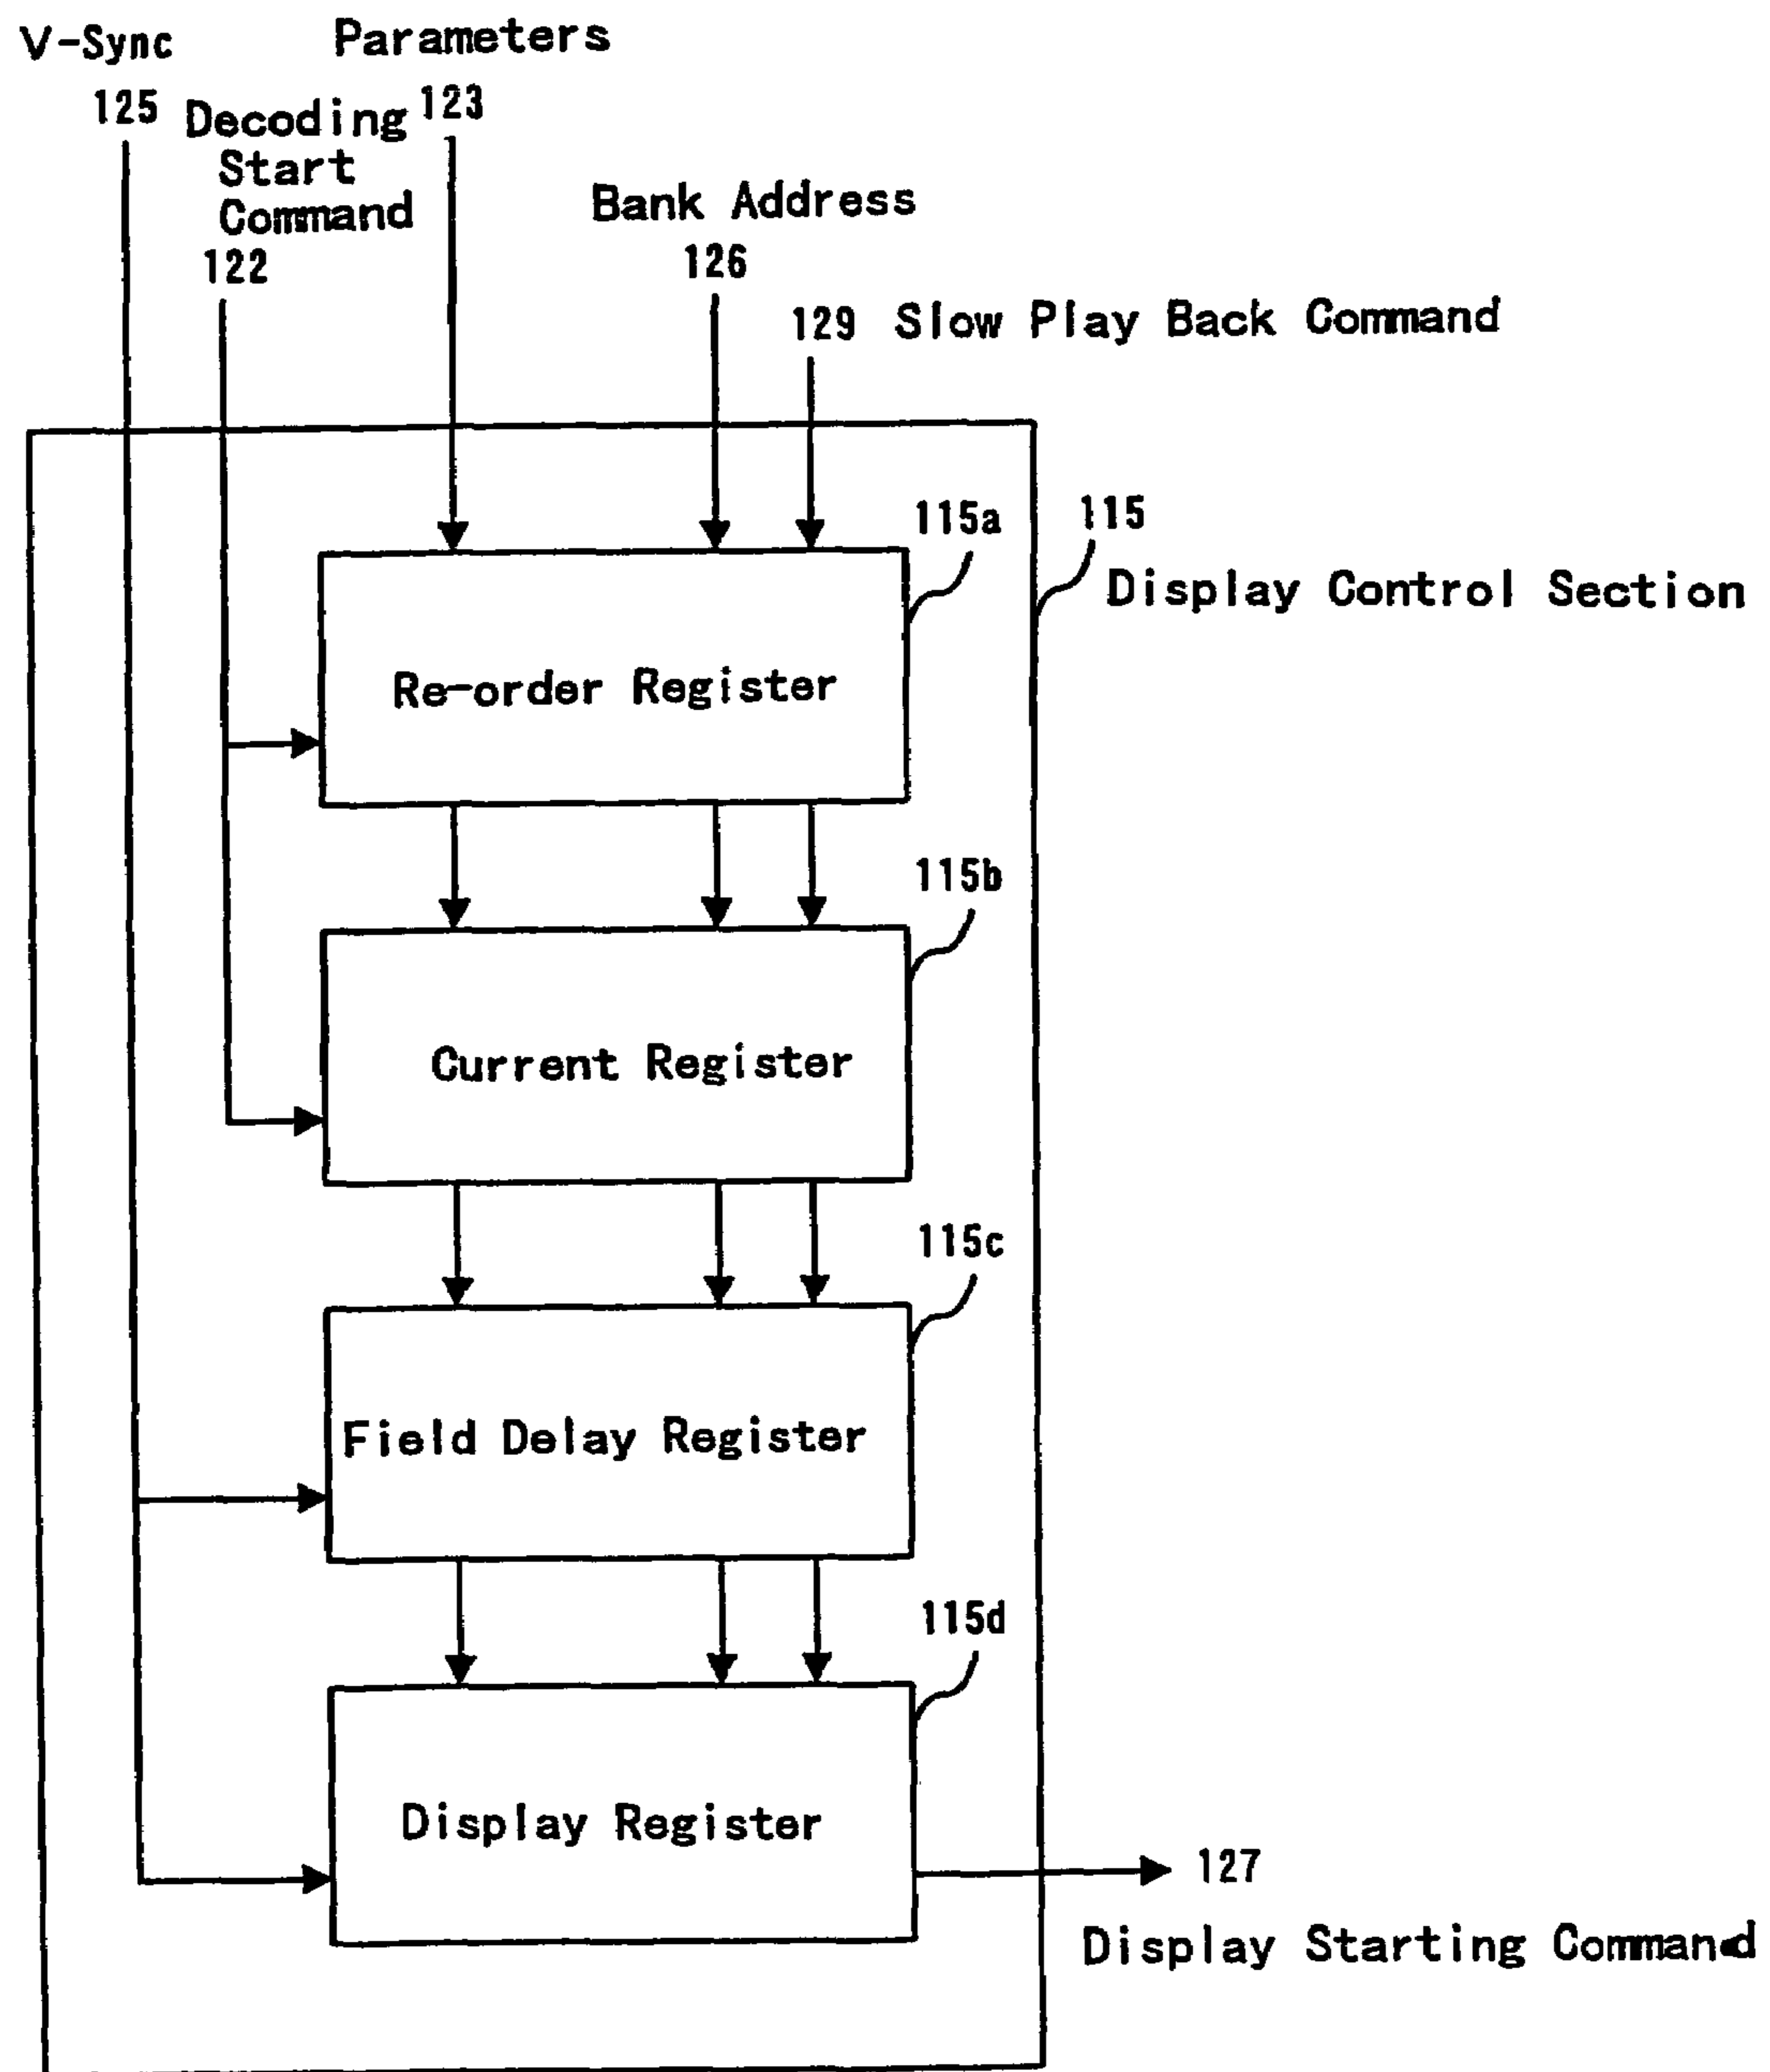 V-Sync
125
Parameters
123
Decoding
Start
Command
122
Bank Address
126
129 Slow Play Back Command
115a
115
Display Control Section
Re-order Register
115b
Current Register
115c
Field Delay Register
115d
Display Register
127
Display Starting Command